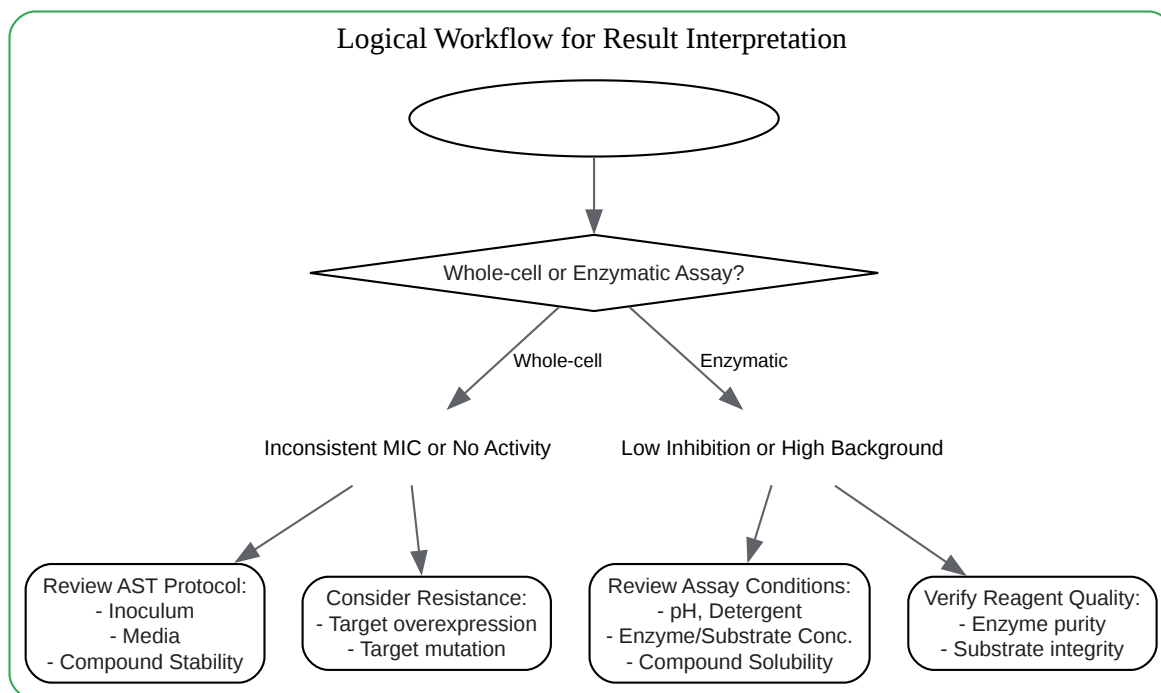 Logical Workflow for Result Interpretation
Whole-cell or Enzymatic Assay?
Whole-cell
Enzymatic
Inconsistent MIC or No Activity
Low Inhibition or High Background
Review AST Protocol:
- Inoculum
- Media
- Compound Stability
Consider Resistance:
- Target overexpression
- Target mutation
Review Assay Conditions:
- pH, Detergent
- Enzyme/Substrate Conc.
- Compound Solubility
Verify Reagent Quality:
- Enzyme purity
- Substrate integrity